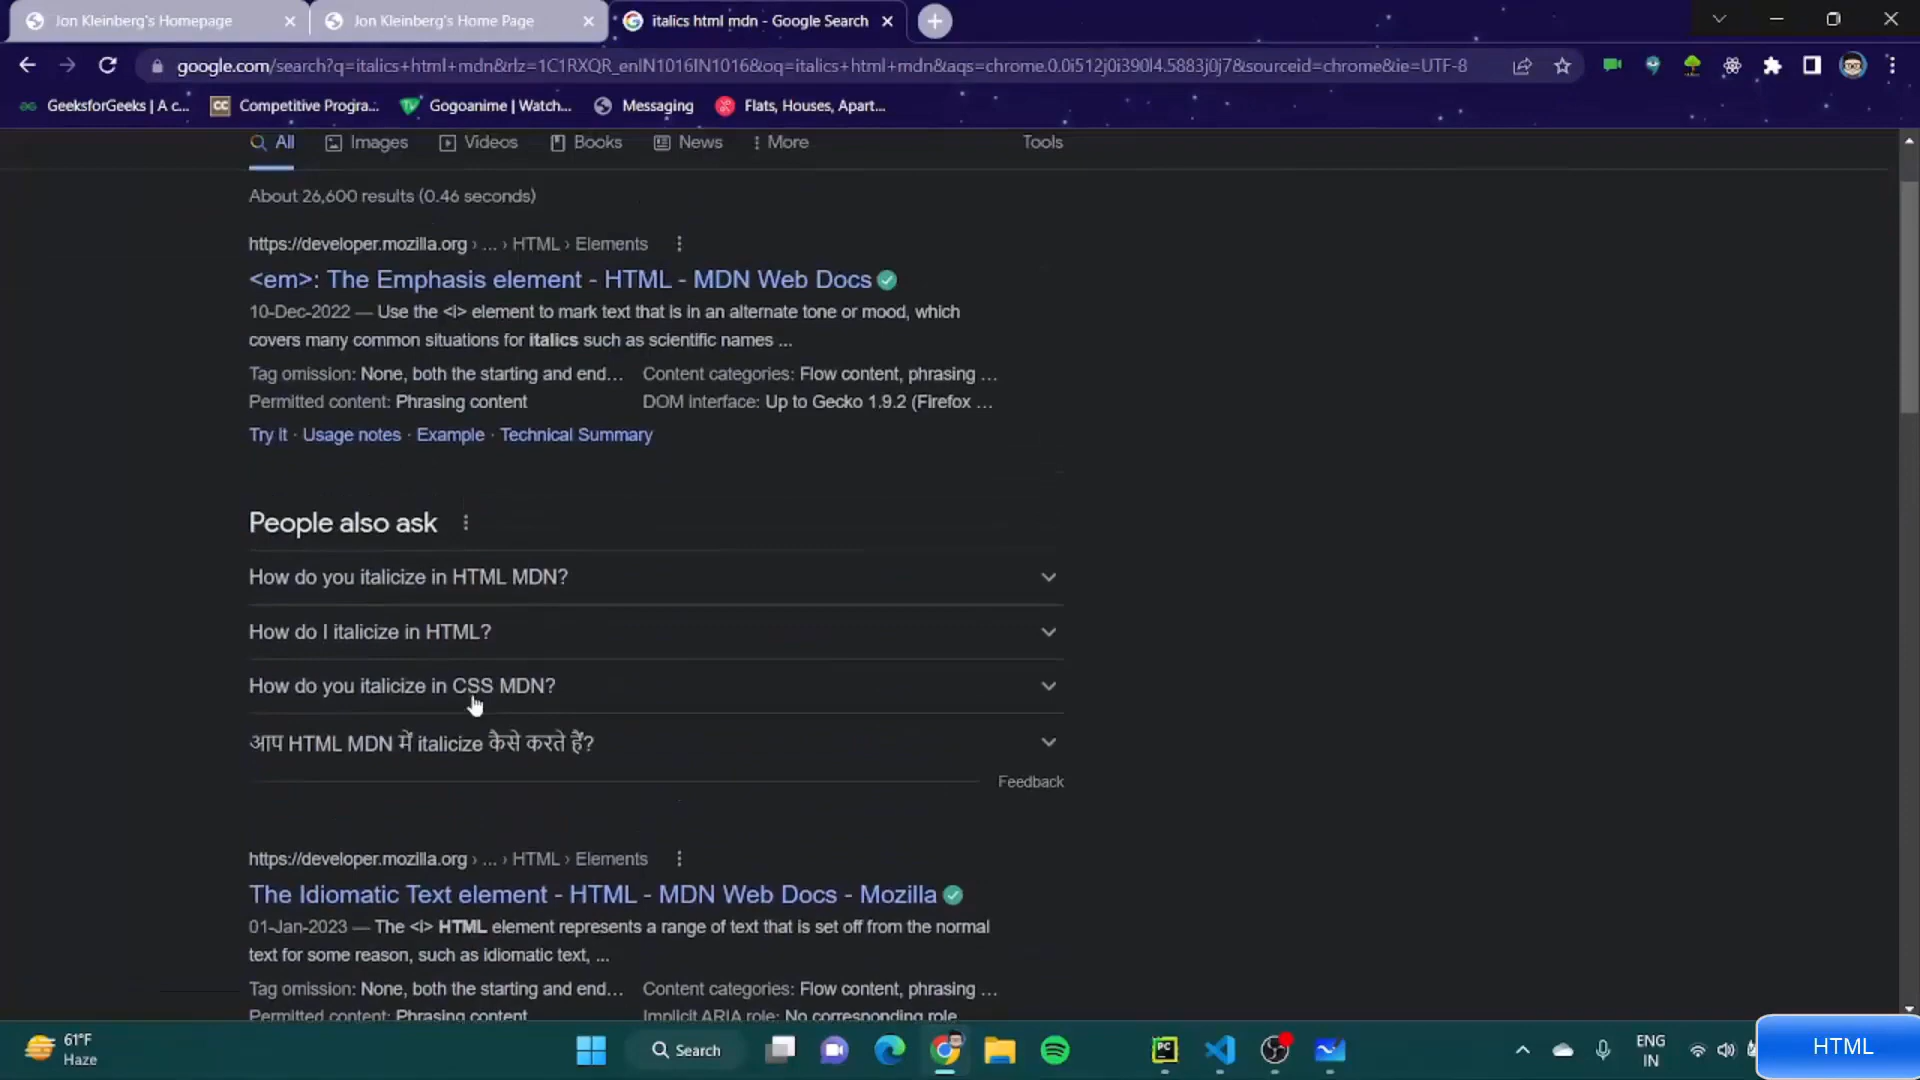 Jon Kleinberg's Homepage
Jon Kleinberg's Home Page
italics html mdn - Google Search
google.com/search?q=italics+html+mdn&rlz=1C1RXQR_enIN1016IN1016&oq=italics+html+mdn&aqs=chrome.0.0i512j0i390l4.5883j0j7&sourceid=chrome&ie=UTF-8
GeeksforGeeks | A c...
CC Competitive Progra...
Gogoanime | Watch...
Messaging
Flats, Houses, Apart...
All Images Videos Books News More Tools
About 26,600 results (0.46 seconds)
https://developer.mozilla.org › ... › HTML › Elements
<em>: The Emphasis element - HTML - MDN Web Docs
10-Dec-2022 — Use the <i> element to mark text that is in an alternate tone or mood, which
covers many common situations for italics such as scientific names ...
Tag omission: None, both the starting and end... Content categories: Flow content, phrasing ...
Permitted content: Phrasing content DOM interface: Up to Gecko 1.9.2 (Firefox ...
Try it · Usage notes · Example · Technical Summary
People also ask
How do you italicize in HTML MDN?
How do I italicize in HTML?
How do you italicize in CSS MDN?
आप HTML MDN में italicize कैसे करते हैं?
Feedback
https://developer.mozilla.org › ... › HTML › Elements
The Idiomatic Text element - HTML - MDN Web Docs - Mozilla
01-Jan-2023 — The <i> HTML element represents a range of text that is set off from the normal
text for some reason, such as idiomatic text, ...
Tag omission: None, both the starting and end... Content categories: Flow content, phrasing ...
Permitted content: Phrasing content Implicit ARIA role: No corresponding role
61°F
Haze
Search
PC
ENG
IN
HTML